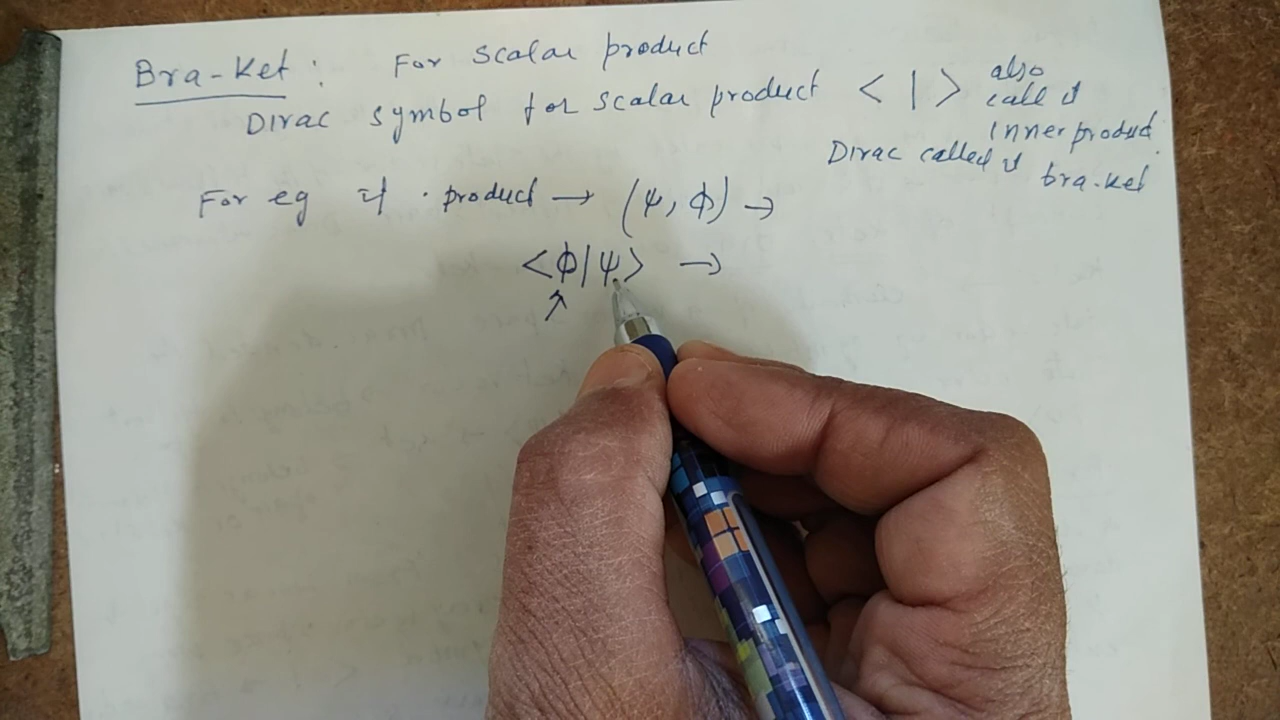 Bra-Ket : For scalar product
Dirac symbol for scalar product < | > also
call it
inner product
Dirac called it
bra-ket
For eg if · product → (ψ, ϕ) →
<ϕ|ψ> →
↗